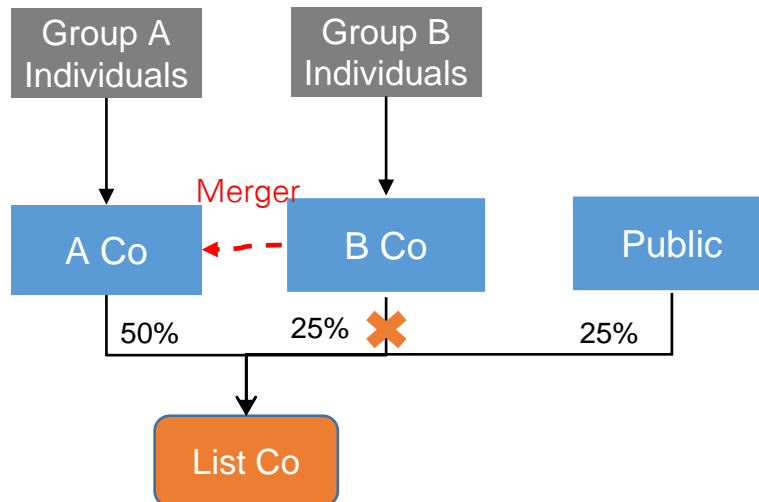 Group A
Individuals
Group B
Individuals
Merger
A Co
B Co
Public
50%
25%
25%
List Co